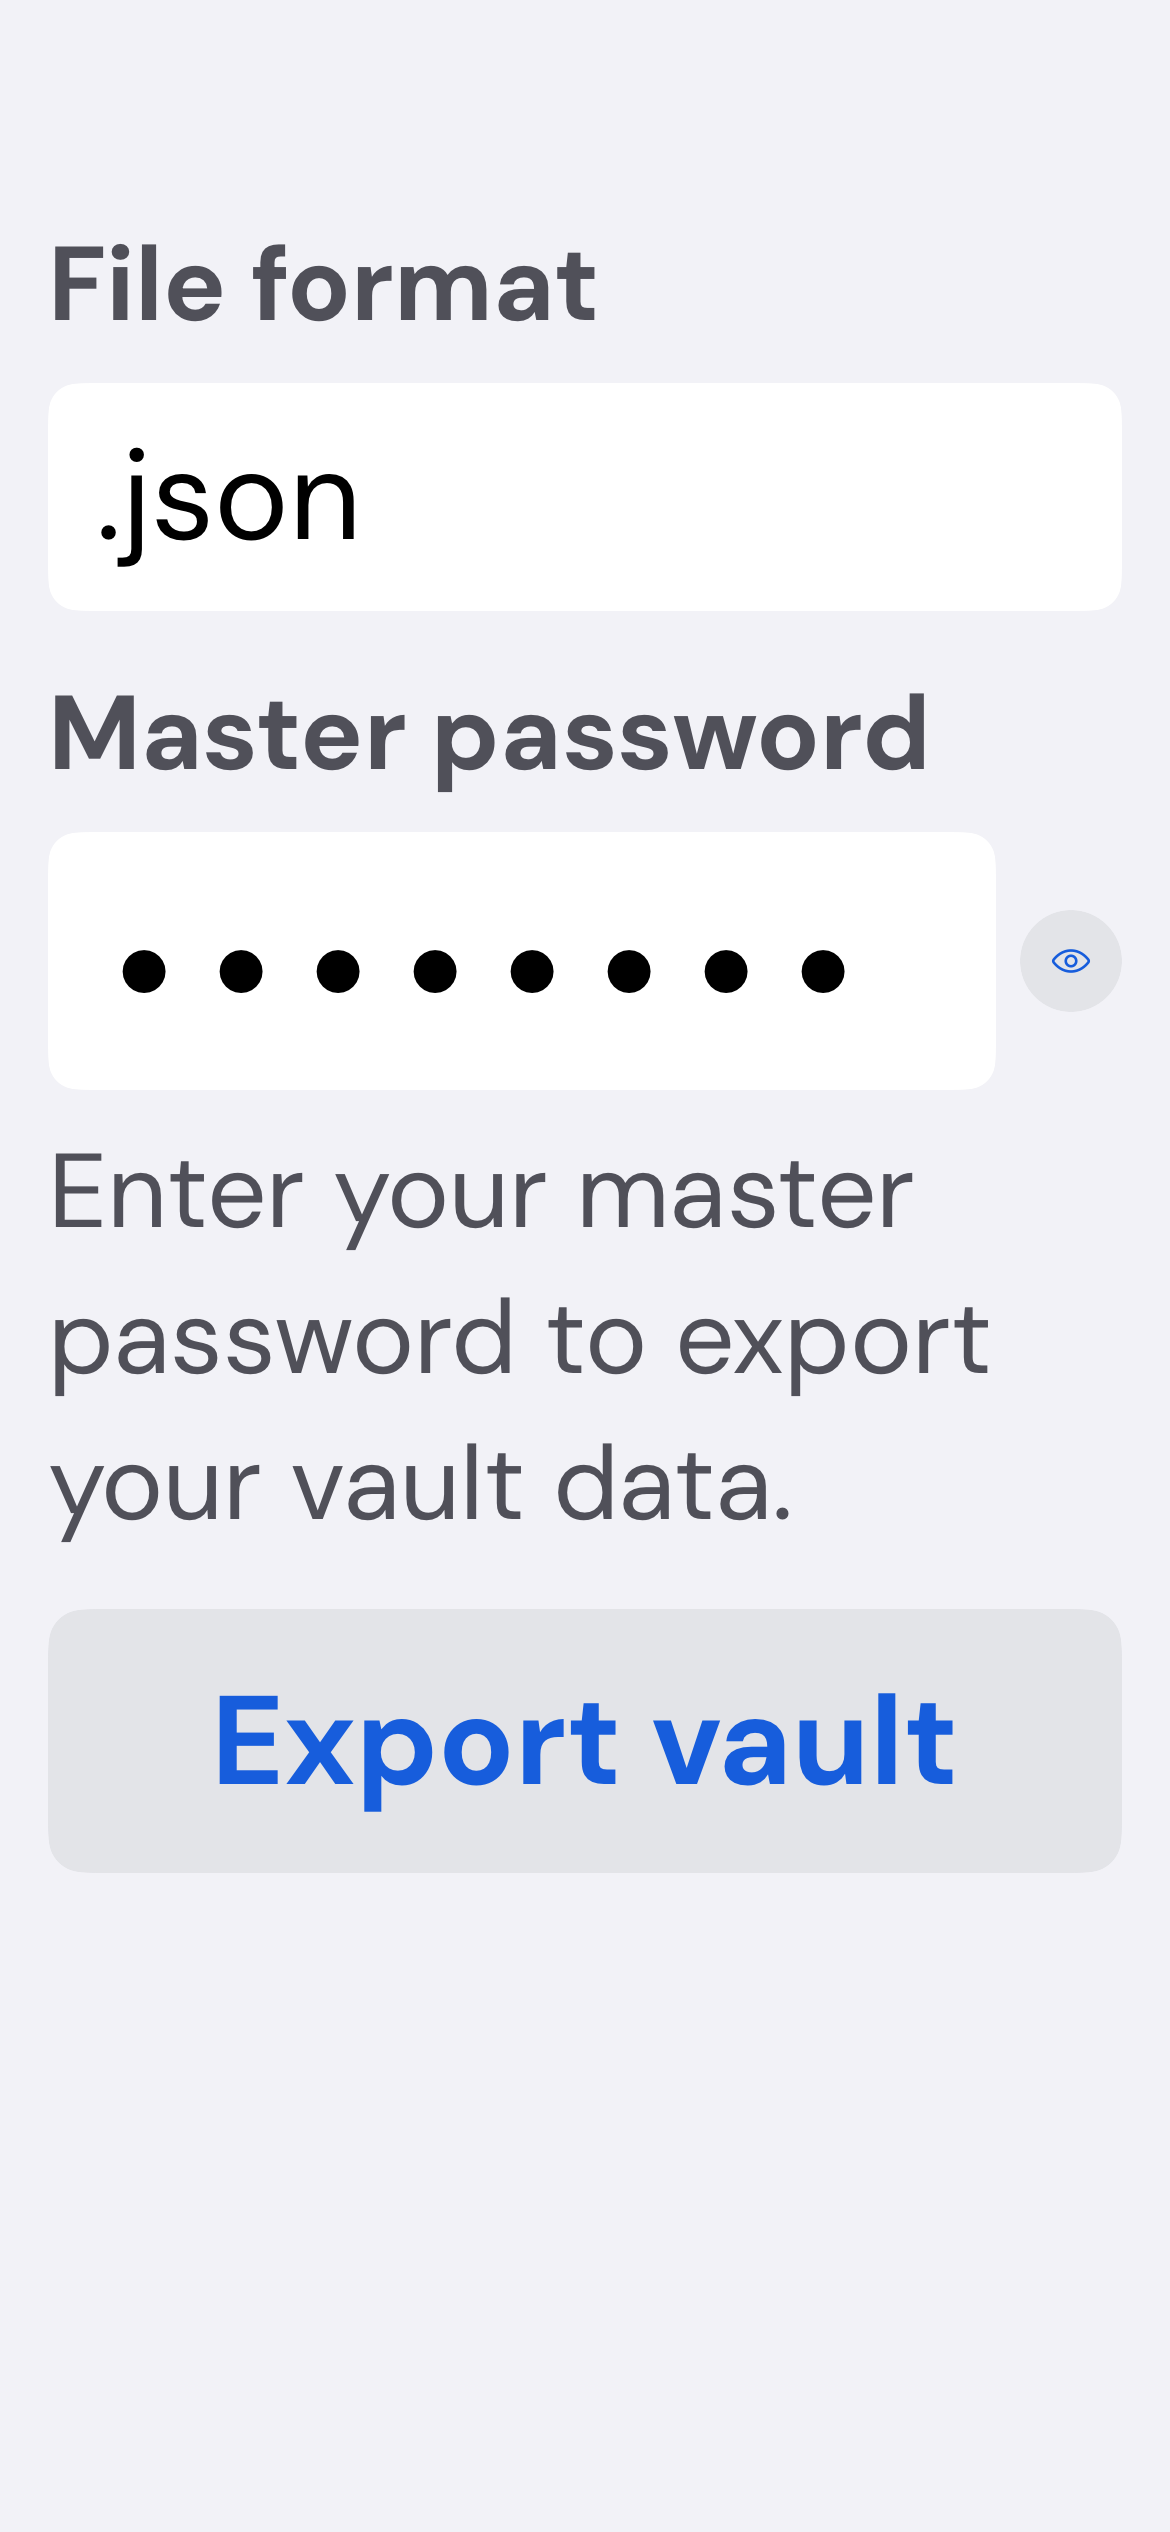 File format
.json
Master password
••••••••
Enter your master
password to export
your vault data.
Export vault